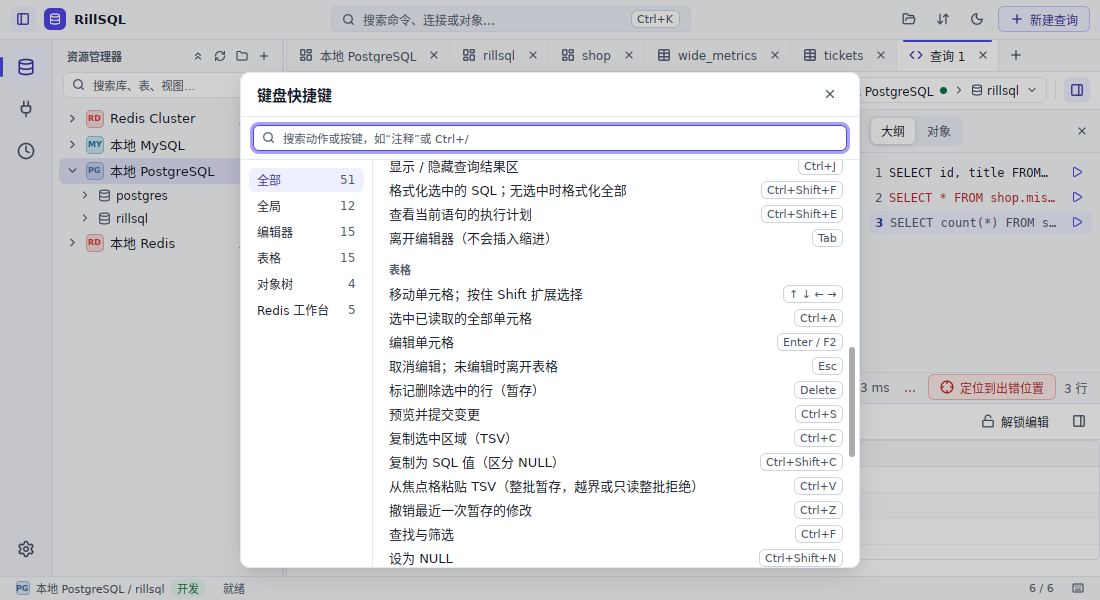 RillSQL
搜索命令、连接或对象...
Ctrl+K
新建查询
资源管理器
本地 PostgreSQL
rillsql
shop
wide_metrics
tickets
查询 1
搜索库、表、视图...
Redis Cluster
本地 MySQL
本地 PostgreSQL
postgres
rillsql
本地 Redis
键盘快捷键
搜索动作或按键，如“注释”或 Ctrl+/
全部 51
全局 12
编辑器 15
表格 15
对象树 4
Redis 工作台 5
显示 / 隐藏查询结果区 Ctrl+J
格式化选中的 SQL；无选中时格式化全部 Ctrl+Shift+F
查看当前语句的执行计划 Ctrl+Shift+E
离开编辑器（不会插入缩进） Tab
表格
移动单元格；按住 Shift 扩展选择 ↑ ↓ ← →
选中已读取的全部单元格 Ctrl+A
编辑单元格 Enter / F2
取消编辑；未编辑时离开表格 Esc
标记删除选中的行（暂存） Delete
预览并提交变更 Ctrl+S
复制选中区域（TSV） Ctrl+C
复制为 SQL 值（区分 NULL） Ctrl+Shift+C
从焦点格粘贴 TSV（整批暂存，越界或只读整批拒绝） Ctrl+V
撤销最近一次暂存的修改 Ctrl+Z
查找与筛选 Ctrl+F
设为 NULL Ctrl+Shift+N
PostgreSQL
rillsql
大纲 对象
1 SELECT id, title FROM…
2 SELECT * FROM shop.mis…
3 SELECT count(*) FROM s…
3 ms … 定位到出错位置 3 行
解锁编辑
PG 本地 PostgreSQL / rillsql 开发 就绪 6 / 6